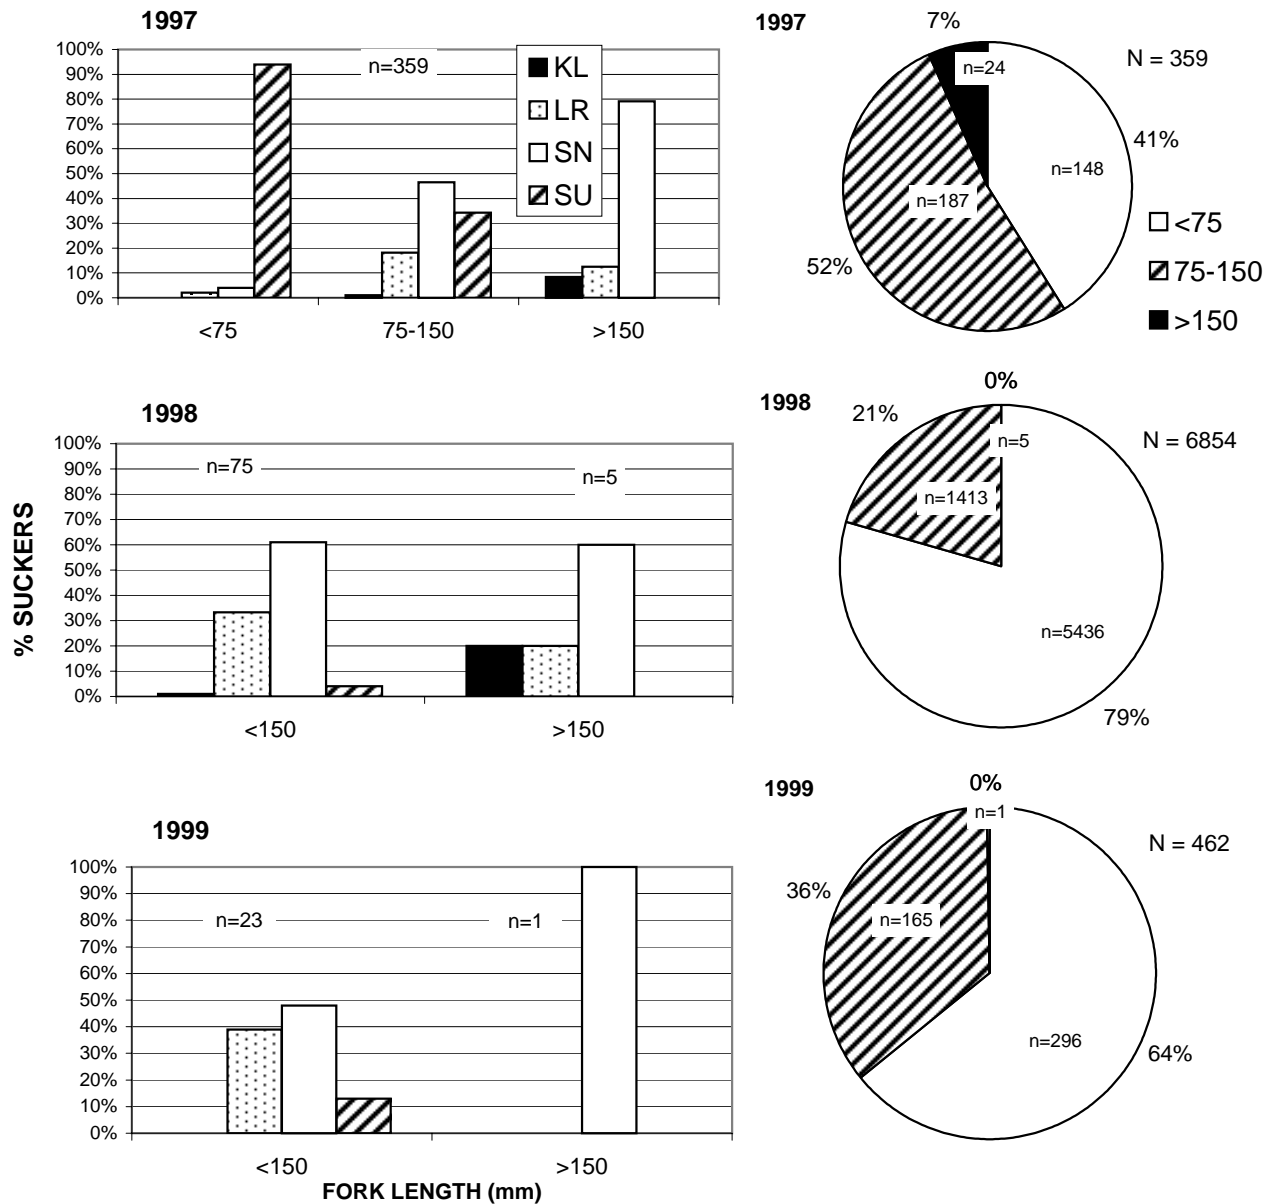 1997
100%
90%
80%
70%
60%
50%
40%
30%
20%
10%
0%
n=359
KL
LR
SN
SU
<75
75-150
>150
1997
7%
n=24
N = 359
41%
n=148
n=187
52%
<75
75-150
>150
% SUCKERS
1998
100%
90%
80%
70%
60%
50%
40%
30%
20%
10%
0%
n=75
n=5
<150
>150
1998
0%
21%
n=5
N = 6854
n=1413
n=5436
79%
1999
100%
90%
80%
70%
60%
50%
40%
30%
20%
10%
0%
n=23
n=1
<150
>150
FORK LENGTH (mm)
1999
0%
n=1
N = 462
36%
n=165
n=296
64%